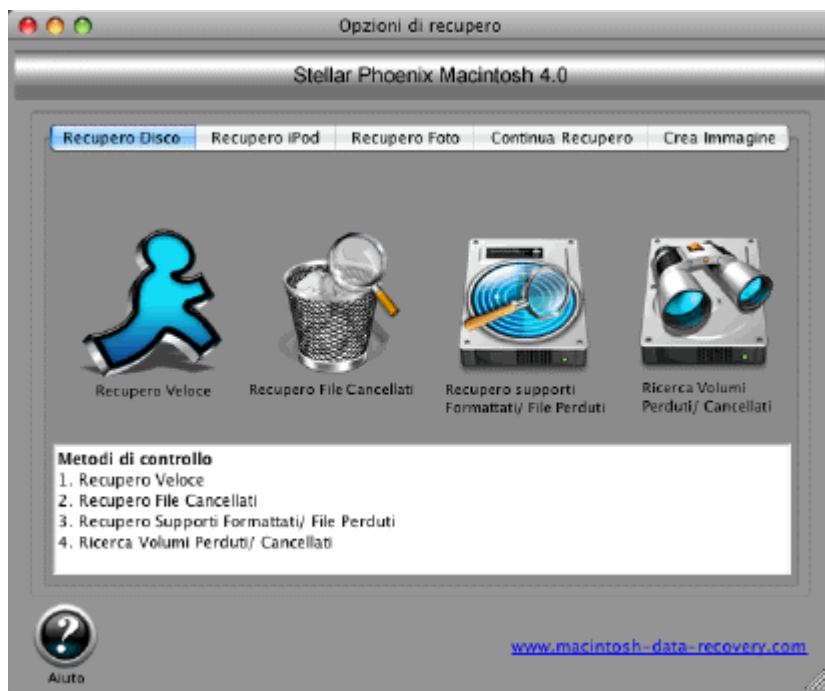 Opzioni di recupero
Stellar Phoenix Macintosh 4.0
Recupero Disco
Recupero iPod
Recupero Foto
Continua Recupero
Crea Immagine
Recupero Veloce
Recupero File Cancellati
Recupero supporti
Formattati/ File Perduti
Ricerca Volumi
Perduti/ Cancellati
Metodi di controllo
1. Recupero Veloce
2. Recupero File Cancellati
3. Recupero Supporti Formattati/ File Perduti
4. Ricerca Volumi Perduti/ Cancellati
?
Aiuto
www.macintosh-data-recovery.com